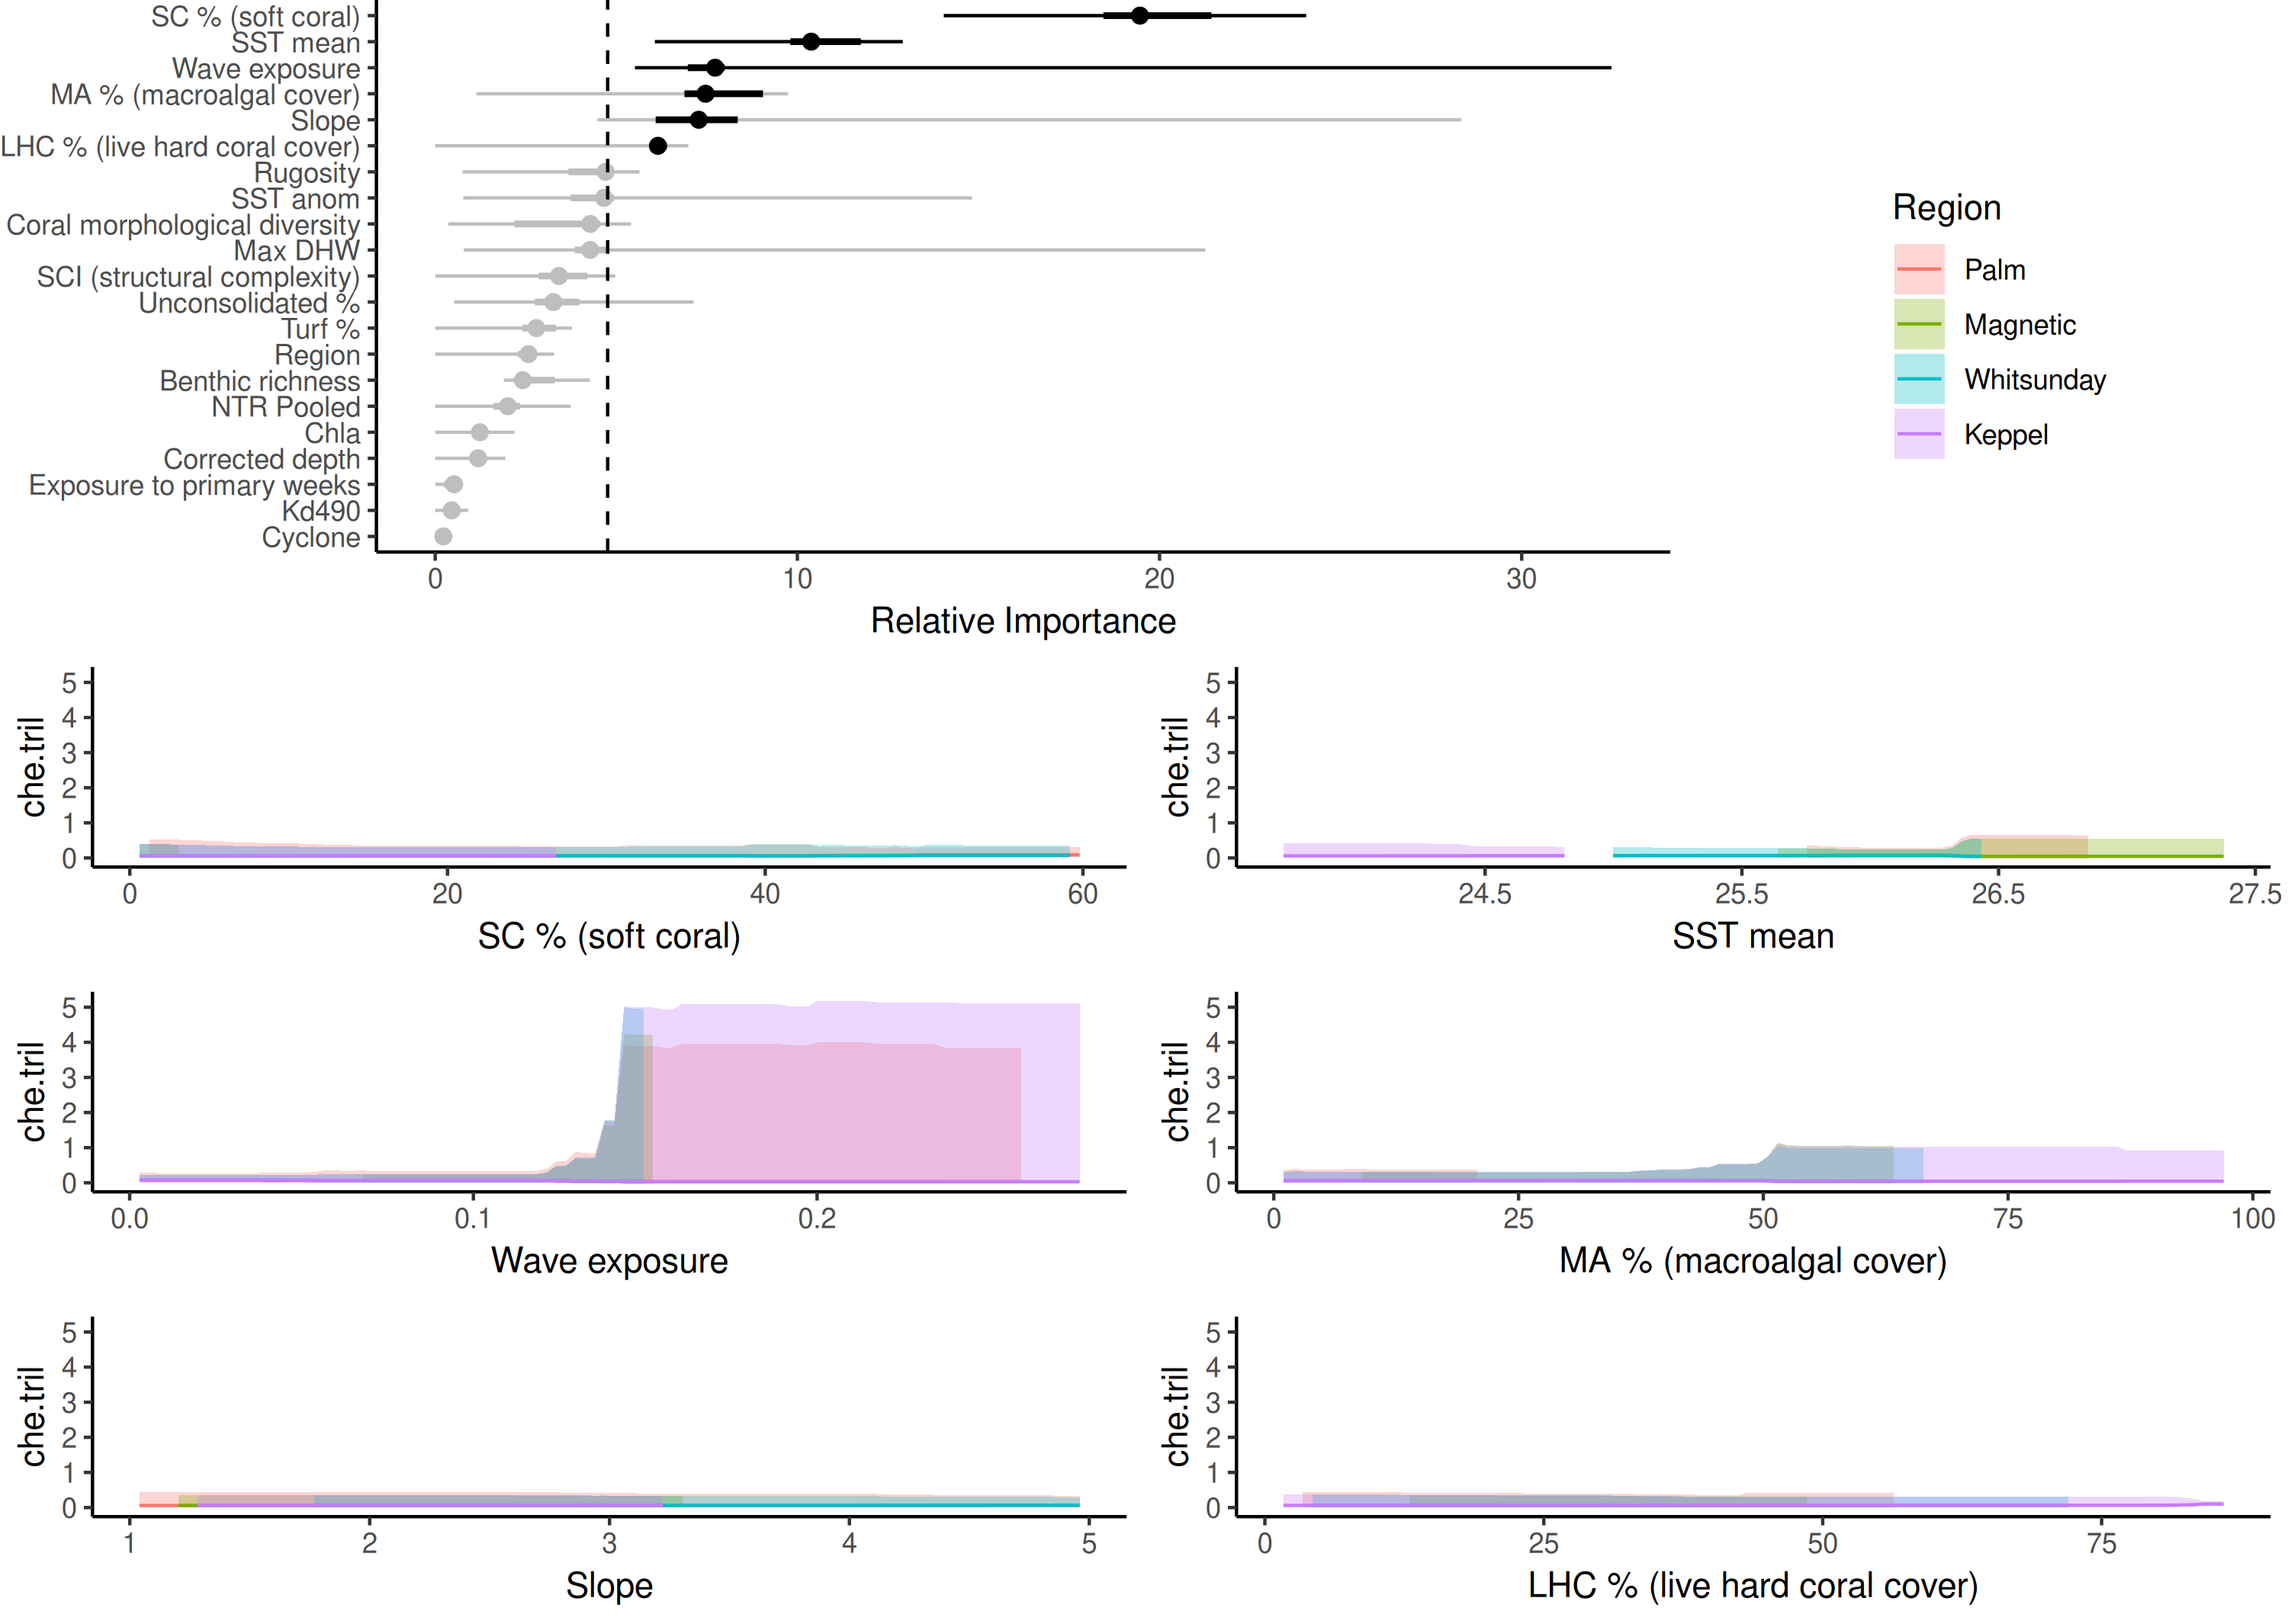 SC % (soft coral)
SST mean
Wave exposure
MA % (macroalgal cover)
Slope
LHC % (live hard coral cover)
Rugosity
SST anom
Coral morphological diversity
Max DHW
SCI (structural complexity)
Unconsolidated %
Turf %
Region
Benthic richness
NTR Pooled
Chla
Corrected depth
Exposure to primary weeks
Kd490
Cyclone
0 10 20 30
Relative Importance
Region
Palm
Magnetic
Whitsunday
Keppel
che.tril
5
4
3
2
1
0
0 20 40 60
SC % (soft coral)
che.tril
5
4
3
2
1
0
24.5 25.5 26.5 27.5
SST mean
che.tril
5
4
3
2
1
0
0.0 0.1 0.2
Wave exposure
che.tril
5
4
3
2
1
0
0 25 50 75 100
MA % (macroalgal cover)
che.tril
5
4
3
2
1
0
1 2 3 4 5
Slope
che.tril
5
4
3
2
1
0
0 25 50 75
LHC % (live hard coral cover)